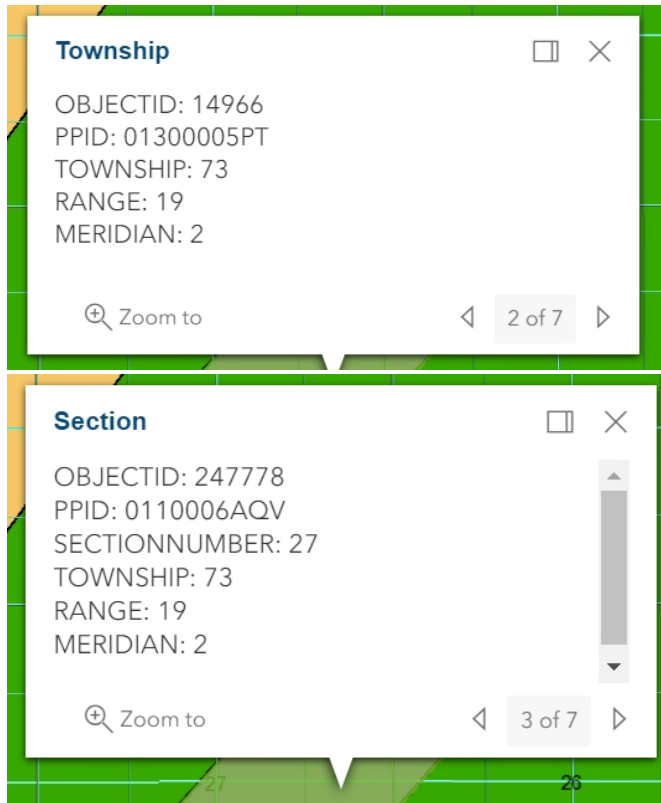 Township
OBJECTID: 14966
PPID: 01300005PT
TOWNSHIP: 73
RANGE: 19
MERIDIAN: 2
Zoom to
2 of 7
Section
OBJECTID: 247778
PPID: 0110006AQV
SECTIONNUMBER: 27
TOWNSHIP: 73
RANGE: 19
MERIDIAN: 2
Zoom to
3 of 7
27
26